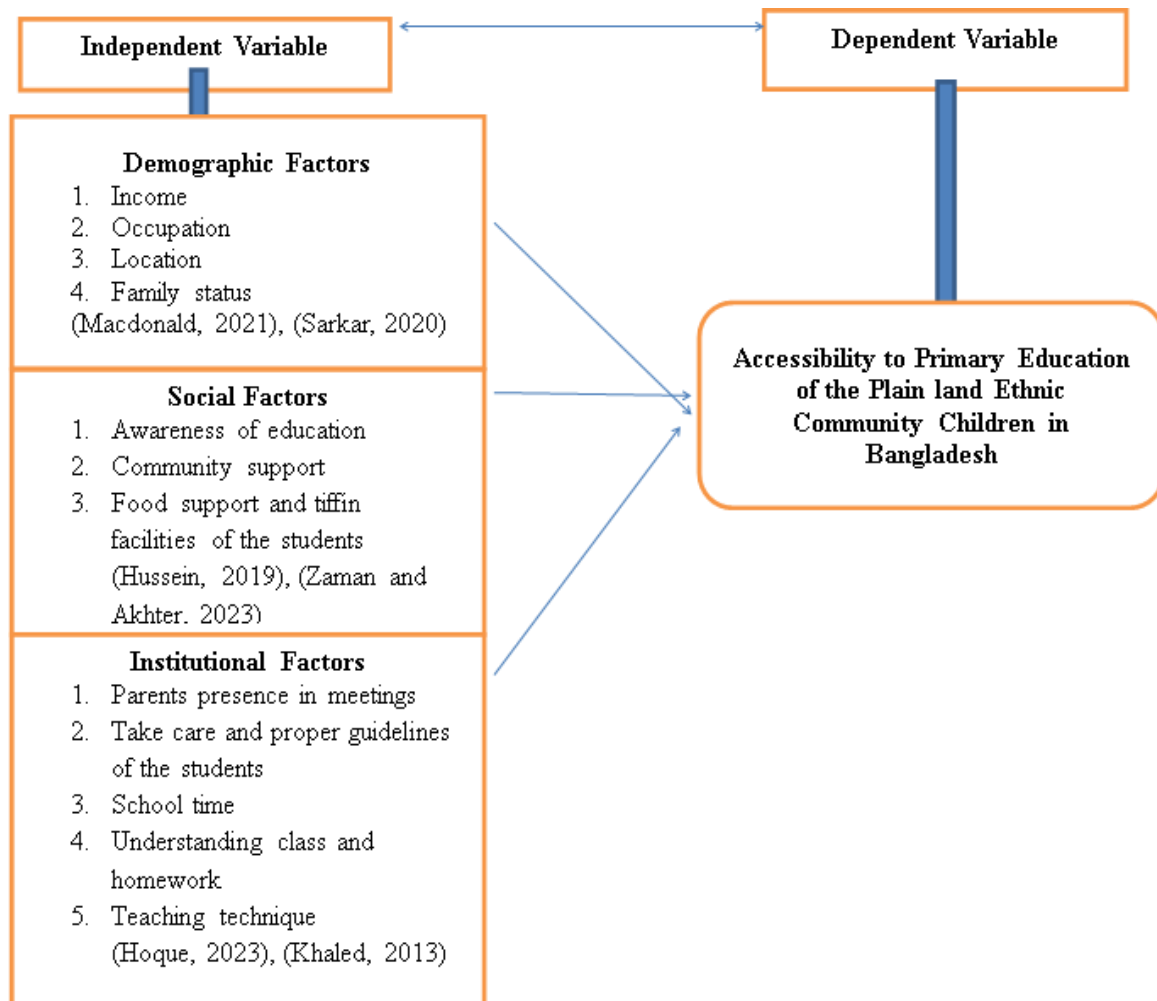 Independent Variable
Dependent Variable
Demographic Factors
1. Income
2. Occupation
3. Location
4. Family status
(Macdonald, 2021), (Sarkar, 2020)
Social Factors
1. Awareness of education
2. Community support
3. Food support and tiffin
facilities of the students
(Hussein, 2019), (Zaman and
Akhter. 2023)
Institutional Factors
1. Parents presence in meetings
2. Take care and proper guidelines
of the students
3. School time
4. Understanding class and
homework
5. Teaching technique
(Hoque, 2023), (Khaled, 2013)
Accessibility to Primary Education
of the Plain land Ethnic
Community Children in
Bangladesh